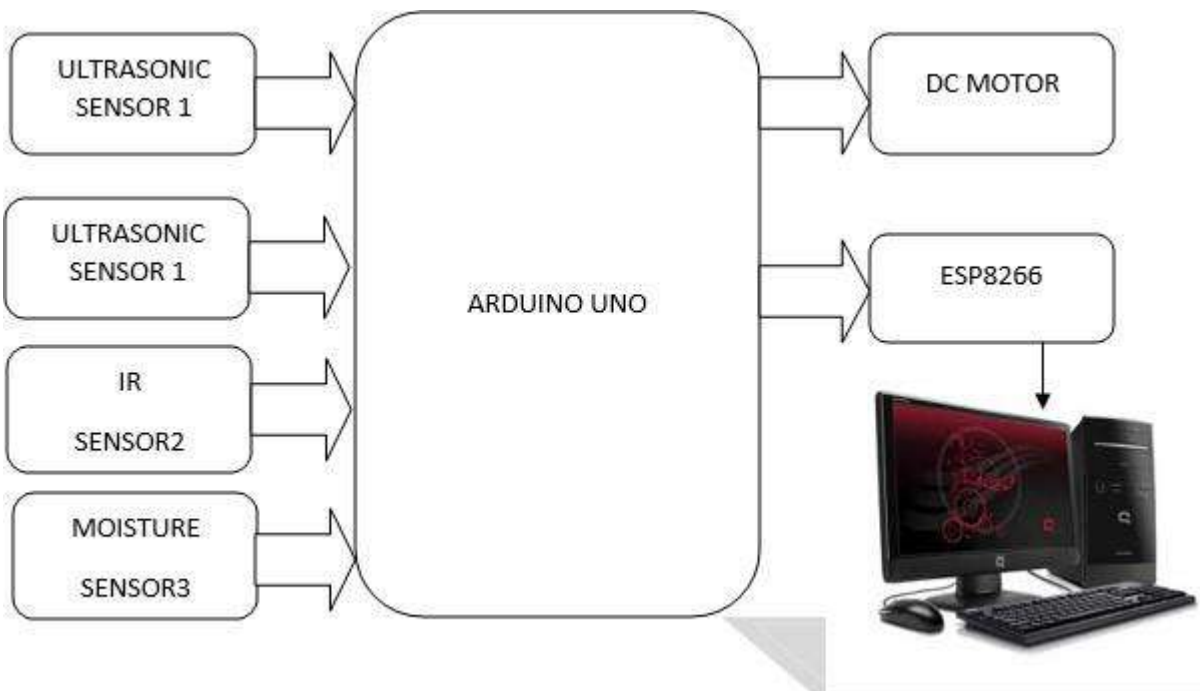 ULTRASONIC
SENSOR 1
ULTRASONIC
SENSOR 1
IR
SENSOR2
MOISTURE
SENSOR3
ARDUINO UNO
DC MOTOR
ESP8266